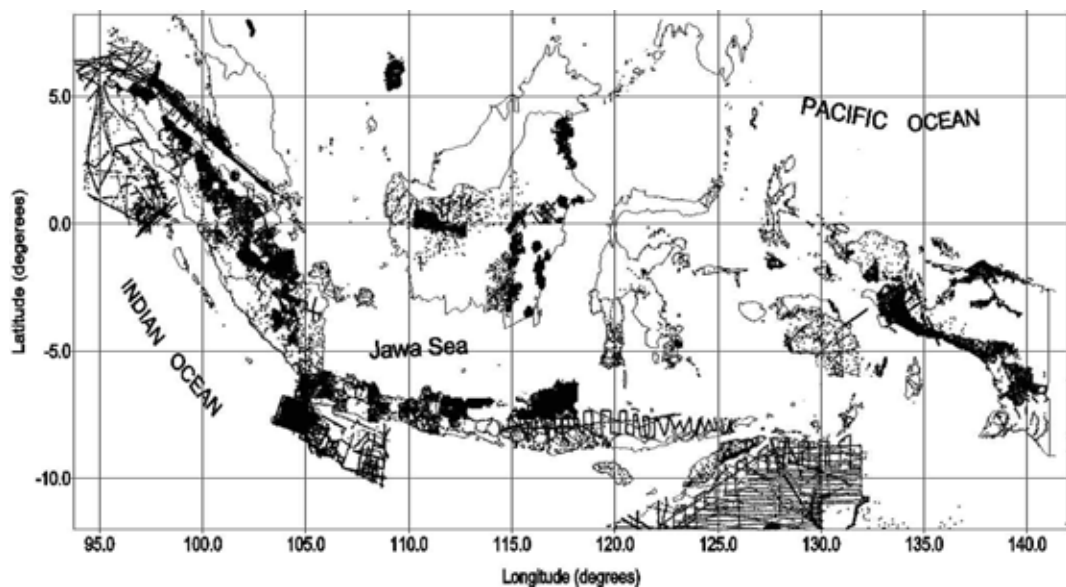 PACIFIC OCEAN
INDIAN OCEAN
Jawa Sea
Latitude (degerees)
5.0
0.0
-5.0
-10.0
95.0 100.0 105.0 110.0 115.0 120.0 125.0 130.0 135.0 140.0
Longitude (degrees)